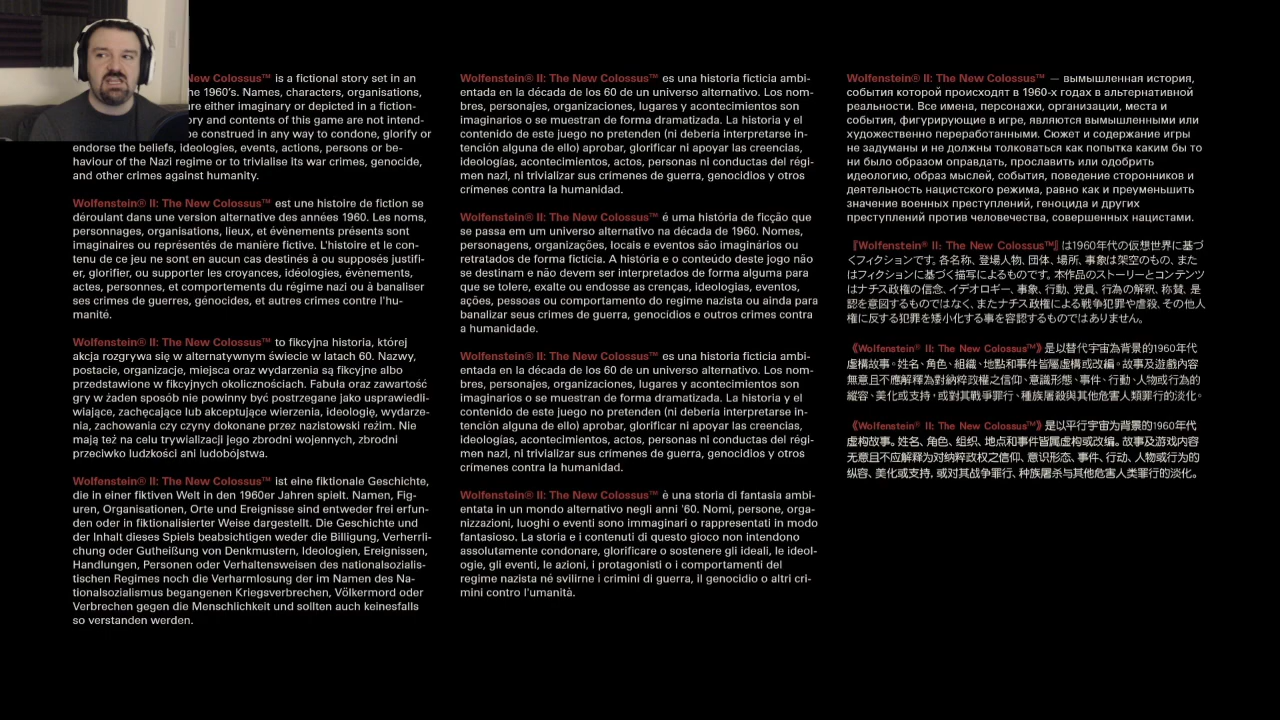 New Colossus™ is a fictional story set in an
he 1960's. Names, characters, organisations,
are either imaginary or depicted in a fiction-
ory and contents of this game are not intend-
be construed in any way to condone, glorify or
endorse the beliefs, ideologies, events, actions, persons or be-
haviour of the Nazi regime or to trivialise its war crimes, genocide,
and other crimes against humanity.
Wolfenstein® II: The New Colossus™ est une histoire de fiction se
déroulant dans une version alternative des années 1960. Les noms,
personnages, organisations, lieux, et évènements présents sont
imaginaires ou représentés de manière fictive. L'histoire et le con-
tenu de ce jeu ne sont en aucun cas destinés à ou supposés justifi-
er, glorifier, ou supporter les croyances, idéologies, évènements,
actes, personnes, et comportements du régime nazi ou à banaliser
ses crimes de guerres, génocides, et autres crimes contre l'hu-
manité.
Wolfenstein® II: The New Colossus™ to fikcyjna historia, której
akcja rozgrywa się w alternatywnym świecie w latach 60. Nazwy,
postacie, organizacje, miejsca oraz wydarzenia są fikcyjne albo
przedstawione w fikcyjnych okolicznościach. Fabuła oraz zawartość
gry w żaden sposób nie powinny być postrzegane jako usprawiedli-
wiające, zachęcające lub akceptujące wierzenia, ideologię, wydarze-
nia, zachowania czy czyny dokonane przez nazistowski reżim. Nie
mają też na celu trywializacji jego zbrodni wojennych, zbrodni
przeciwko ludzkości ani ludobójstwa.
Wolfenstein® II: The New Colossus™ ist eine fiktionale Geschichte,
die in einer fiktiven Welt in den 1960er Jahren spielt. Namen, Fig-
uren, Organisationen, Orte und Ereignisse sind entweder frei erfun-
den oder in fiktionalisierter Weise dargestellt. Die Geschichte und
der Inhalt dieses Spiels beabsichtigen weder die Billigung, Verherrli-
chung oder Gutheißung von Denkmustern, Ideologien, Ereignissen,
Handlungen, Personen oder Verhaltensweisen des nationalsozialis-
tischen Regimes noch die Verharmlosung der im Namen des Na-
tionalsozialismus begangenen Kriegsverbrechen, Völkermord oder
Verbrechen gegen die Menschlichkeit und sollten auch keinesfalls
so verstanden werden.
Wolfenstein® II: The New Colossus™ es una historia ficticia ambi-
entada en la década de los 60 de un universo alternativo. Los nom-
bres, personajes, organizaciones, lugares y acontecimientos son
imaginarios o se muestran de forma dramatizada. La historia y el
contenido de este juego no pretenden (ni debería interpretarse in-
tención alguna de ello) aprobar, glorificar ni apoyar las creencias,
ideologías, acontecimientos, actos, personas ni conductas del régi-
men nazi, ni trivializar sus crímenes de guerra, genocidios y otros
crímenes contra la humanidad.
Wolfenstein® II: The New Colossus™ é uma história de ficção que
se passa em um universo alternativo na década de 1960. Nomes,
personagens, organizações, locais e eventos são imaginários ou
retratados de forma fictícia. A história e o conteúdo deste jogo não
se destinam e não devem ser interpretados de forma alguma para
que se tolere, exalte ou endosse as crenças, ideologias, eventos,
ações, pessoas ou comportamento do regime nazista ou ainda para
banalizar seus crimes de guerra, genocídios e outros crimes contra
a humanidade.
Wolfenstein® II: The New Colossus™ es una historia ficticia ambi-
entada en la década de los 60 de un universo alternativo. Los nom-
bres, personajes, organizaciones, lugares y acontecimientos son
imaginarios o se muestran de forma dramatizada. La historia y el
contenido de este juego no pretenden (ni debería interpretarse in-
tención alguna de ello) aprobar, glorificar ni apoyar las creencias,
ideologías, acontecimientos, actos, personas ni conductas del régi-
men nazi, ni trivializar sus crímenes de guerra, genocidios y otros
crímenes contra la humanidad.
Wolfenstein® II: The New Colossus™ è una storia di fantasia ambi-
entata in un mondo alternativo negli anni '60. Nomi, persone, orga-
nizzazioni, luoghi o eventi sono immaginari o rappresentati in modo
fantasioso. La storia e i contenuti di questo gioco non intendono
assolutamente condonare, glorificare o sostenere gli ideali, le ideol-
ogie, gli eventi, le azioni, i protagonisti o i comportamenti del
regime nazista né svilirne i crimini di guerra, il genocidio o altri cri-
mini contro l'umanità.
Wolfenstein® II: The New Colossus™ — вымышленная история,
события которой происходят в 1960-х годах в альтернативной
реальности. Все имена, персонажи, организации, места и
события, фигурирующие в игре, являются вымышленными или
художественно переработанными. Сюжет и содержание игры
не задуманы и не должны толковаться как попытка каким бы то
ни было образом оправдать, прославить или одобрить
идеологию, образ мыслей, события, поведение сторонников и
деятельность нацистского режима, равно как и преуменьшить
значение военных преступлений, геноцида и других
преступлений против человечества, совершенных нацистами.
『Wolfenstein® II: The New Colossus™』は1960年代の仮想世界に基づ
くフィクションです。各名称、登場人物、団体、場所、事象は架空のもの、また
はフィクションに基づく描写によるものです。本作品のストーリーとコンテンツ
はナチス政権の信念、イデオロギー、事象、行動、党員、行為の解釈、称賛、是
認を意図するものではなく、またナチス政権による戦争犯罪や虐殺、その他人
権に反する犯罪を矮小化する事を容認するものではありません。
《Wolfenstein® II: The New Colossus™》是以替代宇宙為背景的1960年代
虛構故事。姓名、角色、組織、地點和事件皆屬虛構或改編。故事及遊戲內容
無意且不應解釋為對納粹政權之信仰、意識形態、事件、行動、人物或行為的
縱容、美化或支持，或對其戰爭罪行、種族屠殺與其他危害人類罪行的淡化。
《Wolfenstein® II: The New Colossus™》是以平行宇宙为背景的1960年代
虚构故事。姓名、角色、组织、地点和事件皆属虚构或改编。故事及游戏内容
无意且不应解释为对纳粹政权之信仰、意识形态、事件、行动、人物或行为的
纵容、美化或支持，或对其战争罪行、种族屠杀与其他危害人类罪行的淡化。